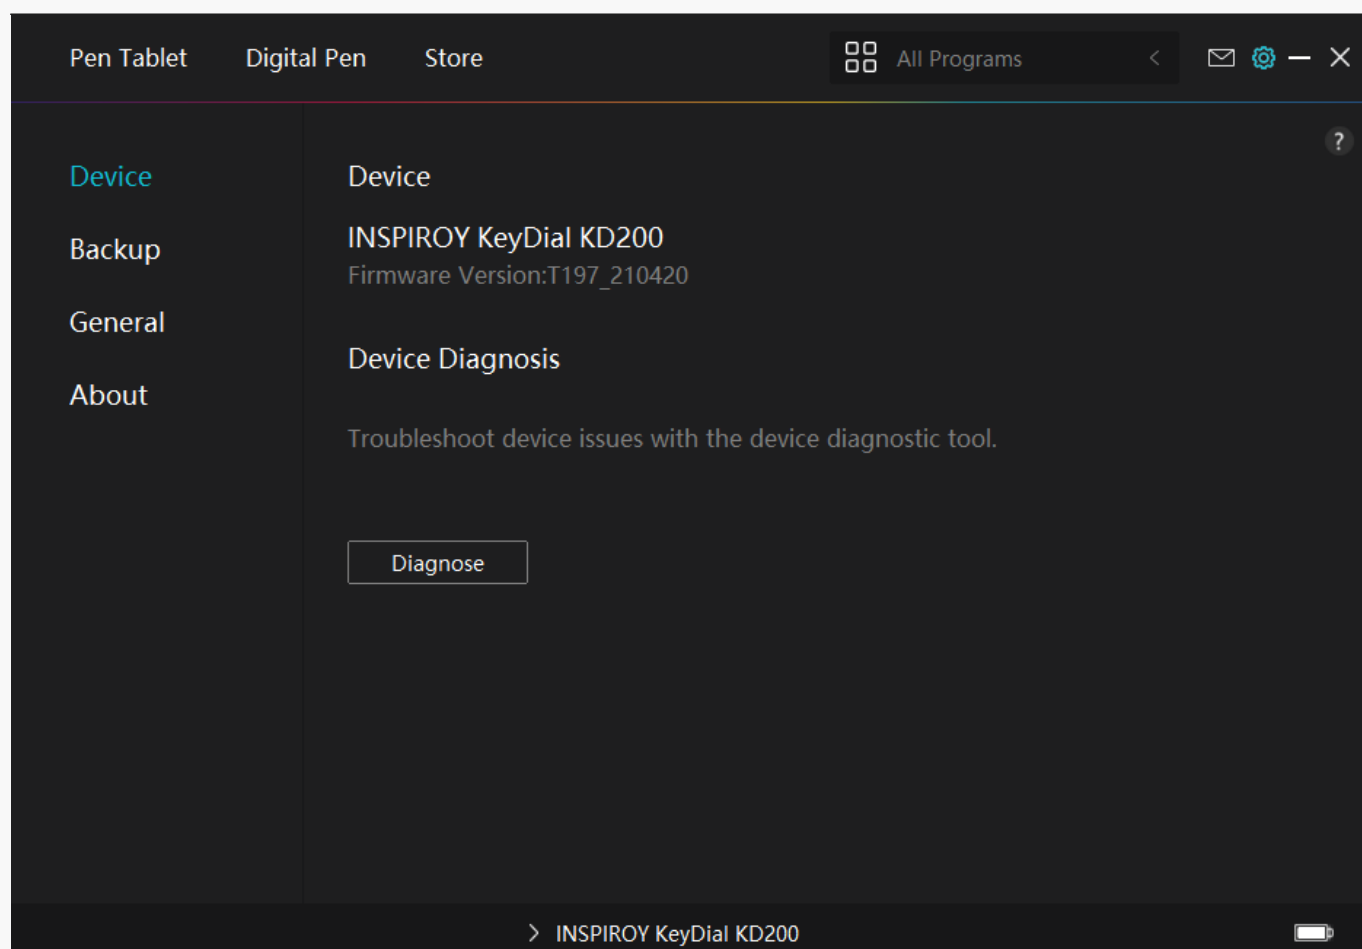 Pen Tablet Digital Pen Store All Programs
?
Device
Backup
General
About
Device
INSPIROY KeyDial KD200
Firmware Version:T197_210420
Device Diagnosis
Troubleshoot device issues with the device diagnostic tool.
Diagnose
INSPIROY KeyDial KD200